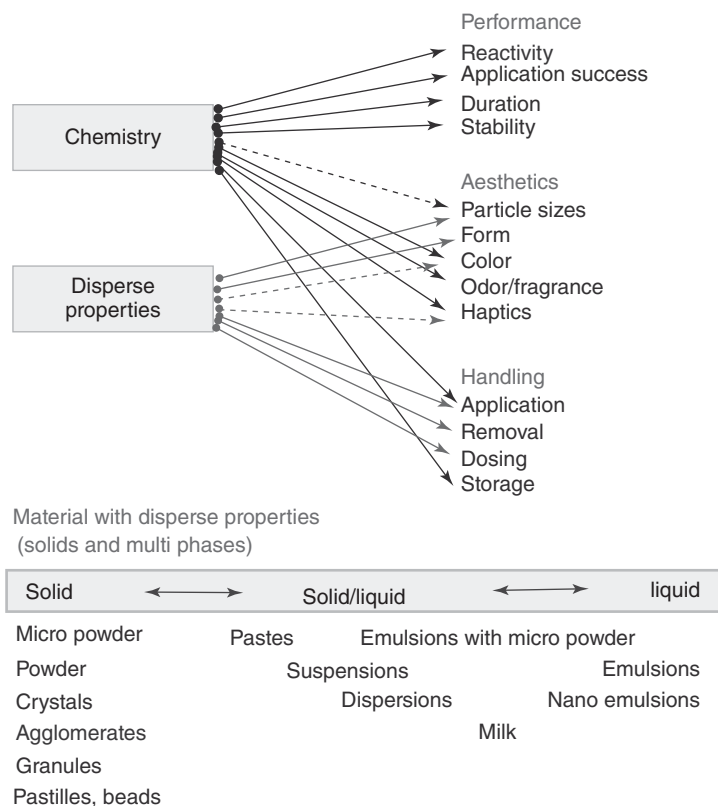 Performance
Reactivity
Application success
Duration
Stability
Chemistry
Aesthetics
Particle sizes
Form
Color
Odor/fragrance
Haptics
Disperse
properties
Handling
Application
Removal
Dosing
Storage
Material with disperse properties
(solids and multi phases)
Solid
Solid/liquid
liquid
Micro powder
Pastes
Emulsions with micro powder
Powder
Suspensions
Emulsions
Crystals
Dispersions
Nano emulsions
Agglomerates
Milk
Granules
Pastilles, beads